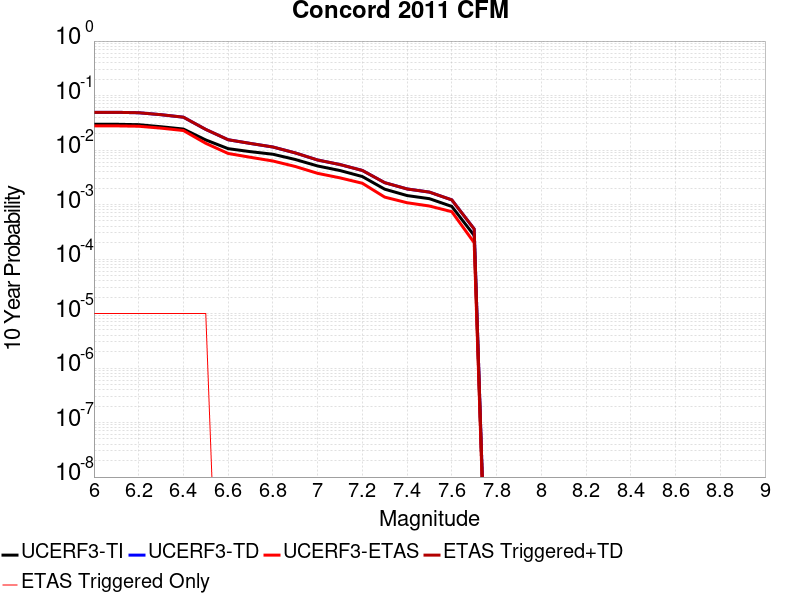 Concord 2011 CFM
10^0
10^-1
10^-2
10^-3
10^-4
10^-5
10^-6
10^-7
10^-8
10 Year Probability
6 6.2 6.4 6.6 6.8 7 7.2 7.4 7.6 7.8 8 8.2 8.4 8.6 8.8 9
Magnitude
UCERF3-TI UCERF3-TD UCERF3-ETAS ETAS Triggered+TD
ETAS Triggered Only